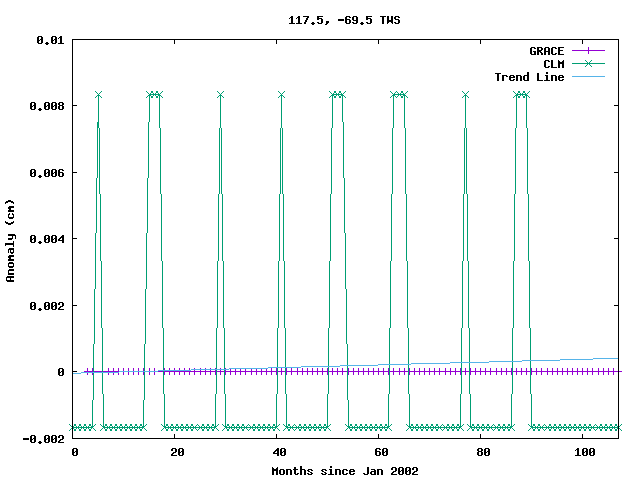 117.5, -69.5 TWS
0.01
0.008
0.006
0.004
0.002
0
-0.002
Anomaly (cm)
GRACE
CLM
Trend Line
0 20 40 60 80 100
Months since Jan 2002